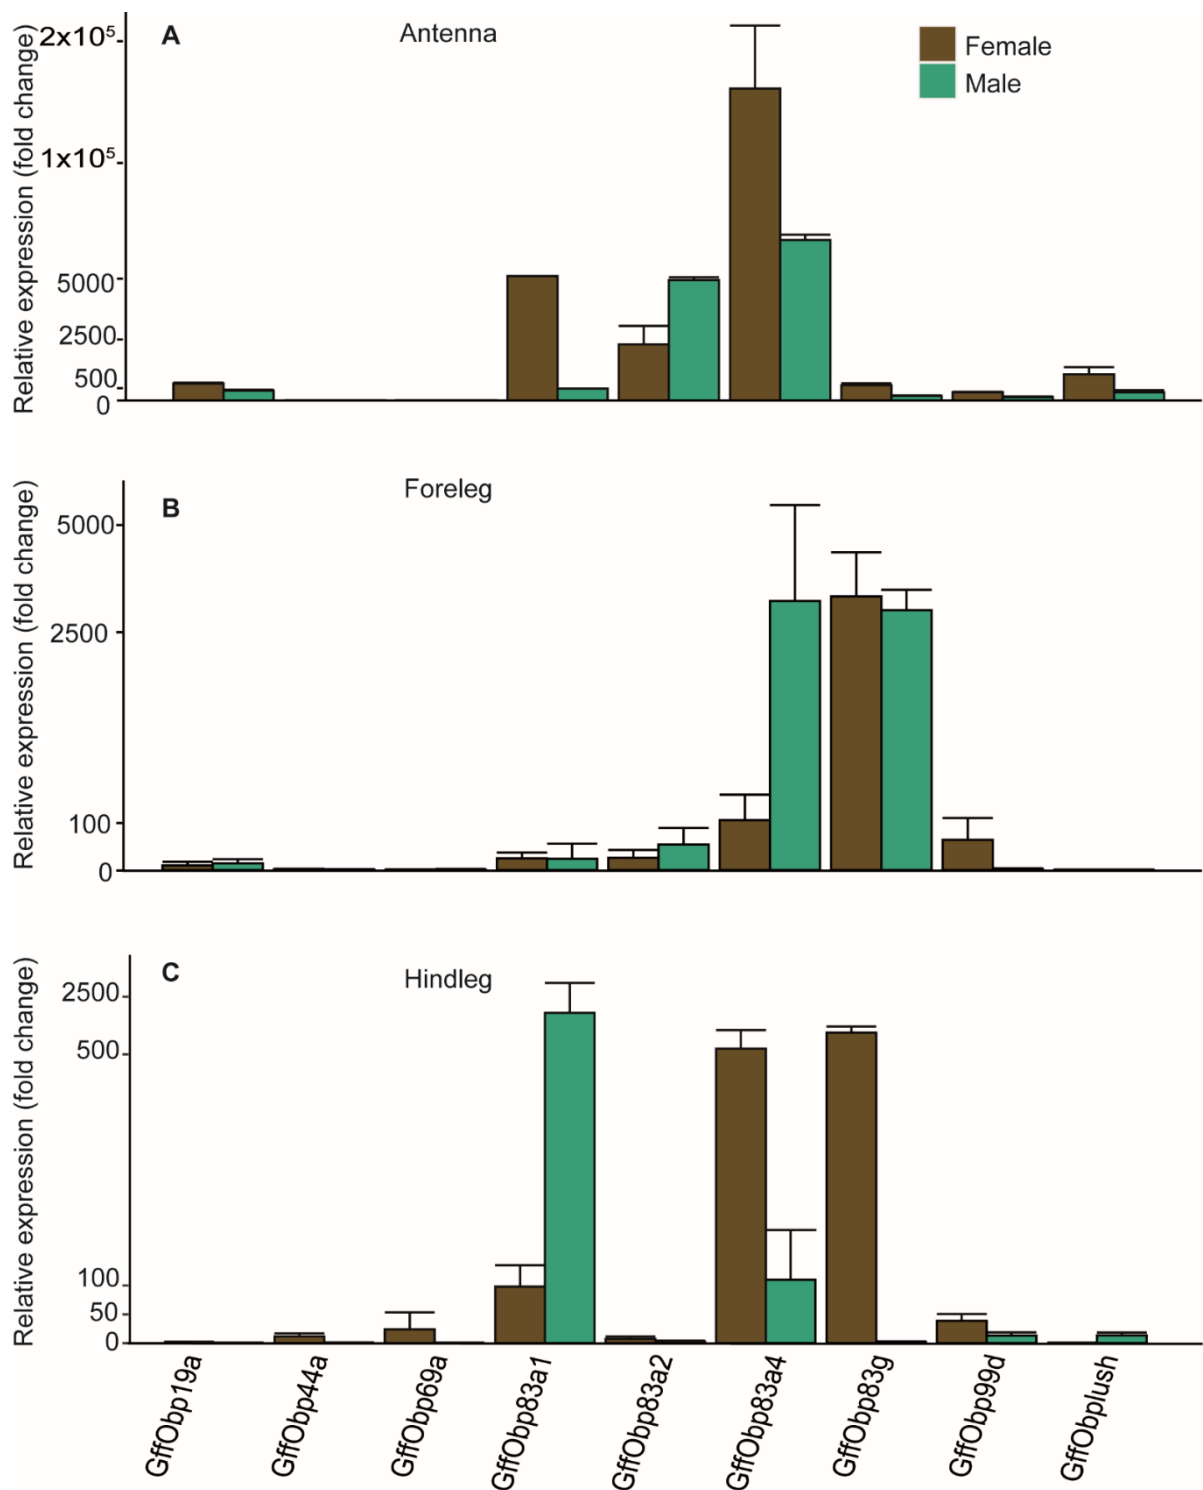 A
Antenna
Female
Male
Relative expression (fold change)
2x10⁵
1x10⁵
5000
2500
500
0
B
Foreleg
Relative expression (fold change)
5000
2500
100
0
C
Hindleg
Relative expression (fold change)
2500
500
100
50
0
GffObp19a
GffObp44a
GffObp69a
GffObp83a1
GffObp83a2
GffObp83a4
GffObp83g
GffObp99d
GffObplush